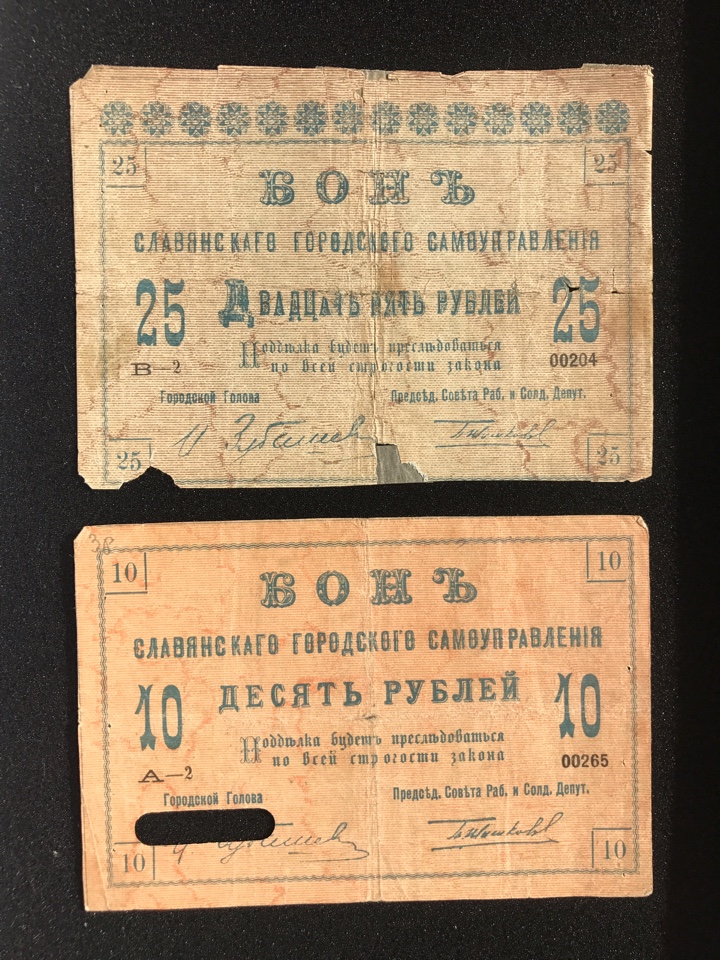 25 25
БОНЪ
СЛАВЯНСКАГО ГОРОДСКОГО САМОУПРАВЛЕНІЯ
25 ДВАДЦАТЬ ПЯТЬ РУБЛЕЙ 25
Поддѣлка будетъ преслѣдоваться
по всей строгости закона
В—2 00204
Городской Голова Предсѣд. Совѣта Раб. и Солд. Депут.
25 25
38
10 10
БОНЪ
СЛАВЯНСКАГО ГОРОДСКОГО САМОУПРАВЛЕНІЯ
10 ДЕСЯТЬ РУБЛЕЙ 10
Поддѣлка будетъ преслѣдоваться
по всей строгости закона
А—2 00265
Городской Голова Предсѣд. Совѣта Раб. и Солд. Депут.
10 10